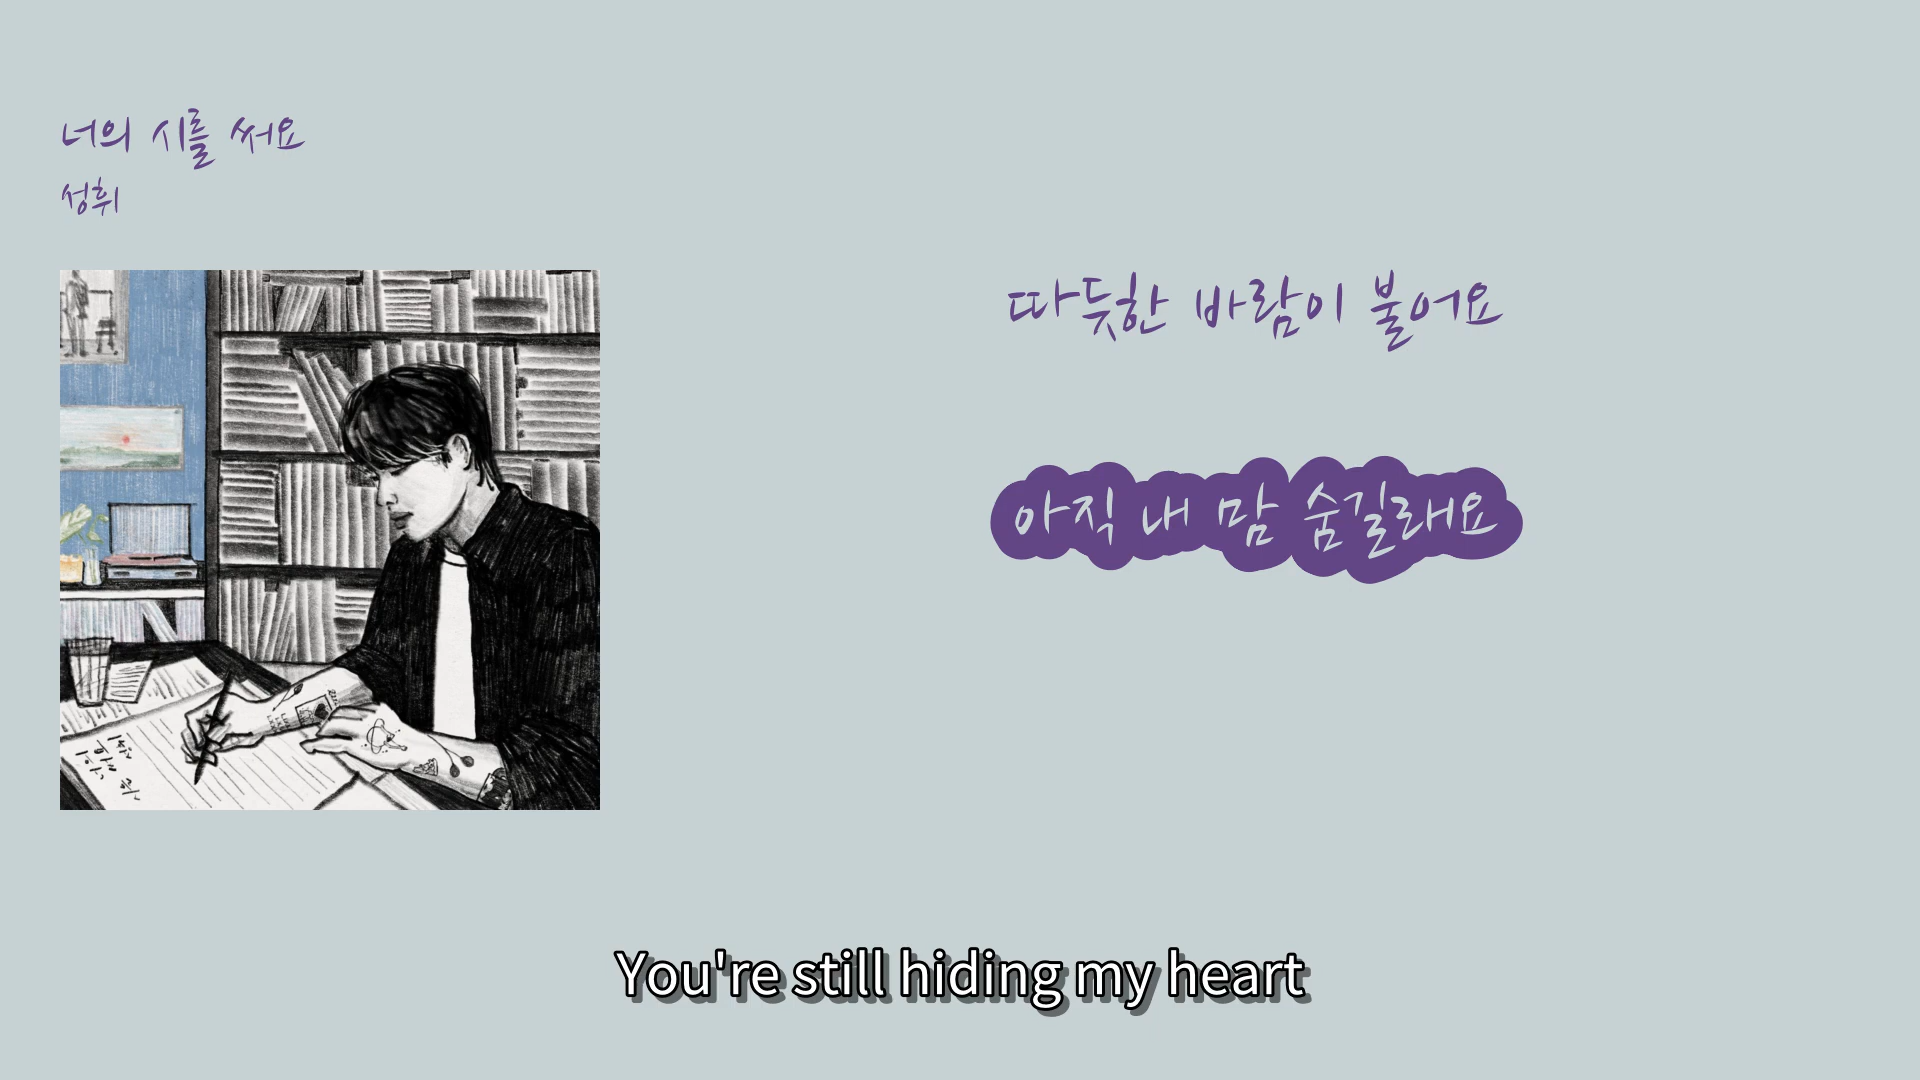 너의 시를 써요
성휘
따듯한 바람이 불어요
아직 내 맘 숨길래요
You're still hiding my heart